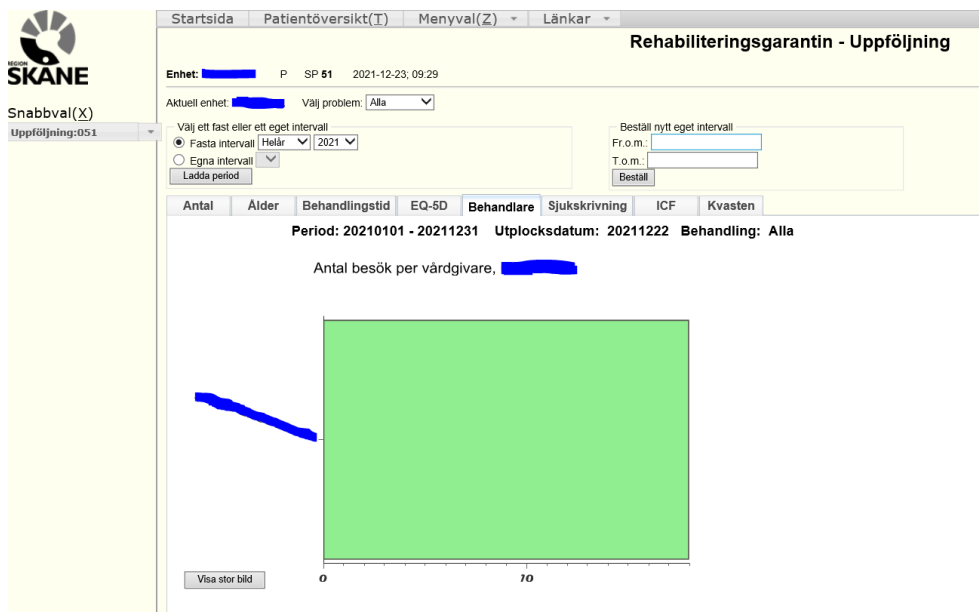 Startsida Patientöversikt(T) Menyval(Z) Länkar
REGION
SKÅNE
Rehabiliteringsgarantin - Uppföljning
Enhet: P SP 51 2021-12-23; 09:29
Snabbval(X)
Uppföljning:051
Aktuell enhet: Välj problem: Alla
Välj ett fast eller ett eget intervall
Fasta intervall Helår 2021
Egna intervall
Ladda period
Beställ nytt eget intervall
Fr.o.m.:
T.o.m.:
Beställ
Antal Ålder Behandlingstid EQ-5D Behandlare Sjukskrivning ICF Kvasten
Period: 20210101 - 20211231 Utplocksdatum: 20211222 Behandling: Alla
Antal besök per vårdgivare,
Visa stor bild
0 10